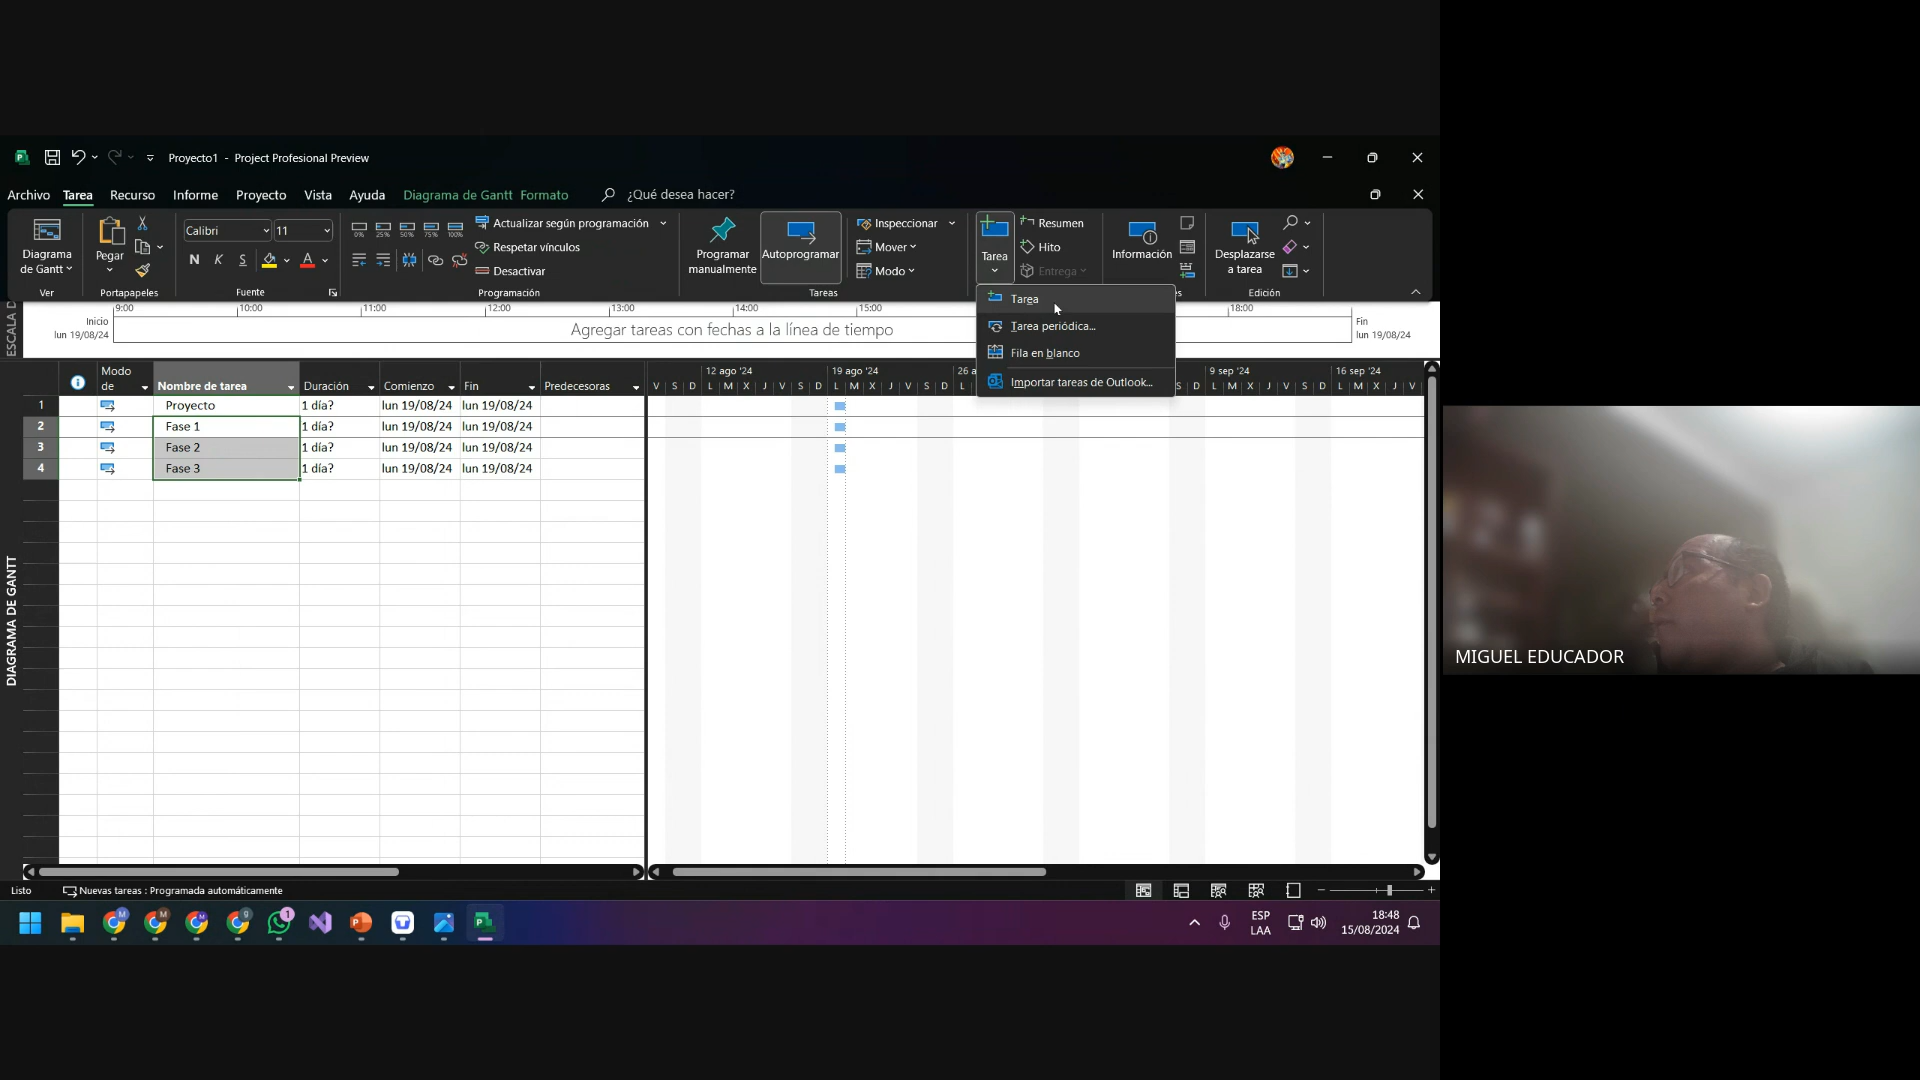 Proyecto1 - Project Profesional Preview
Archivo Tarea Recurso Informe Proyecto Vista Ayuda Diagrama de Gantt Formato ¿Qué desea hacer?
Diagrama de Gantt
Ver
Pegar
Portapapeles
Calibri 11
N K S
Fuente
0% 25% 50% 75% 100%
Actualizar según programación
Respetar vínculos
Desactivar
Programación
Programar manualmente
Autoprogramar
Inspeccionar
Mover
Modo
Tareas
Tarea
Resumen
Hito
Entrega
Información
Desplazarse a tarea
Edición
Tarea
Tarea periódica...
Fila en blanco
Importar tareas de Outlook...
ESCALA D
Inicio
lun 19/08/24
9:00 10:00 11:00 12:00 13:00 14:00 15:00 18:00
Agregar tareas con fechas a la línea de tiempo
Fin
lun 19/08/24
Modo de Nombre de tarea Duración Comienzo Fin Predecesoras
12 ago '24 19 ago '24 26 a 9 sep '24 16 sep '24
V S D L M X J V S D L M X J V S D L S D L M X J V S D L M X J V
1 Proyecto 1 día? lun 19/08/24 lun 19/08/24
2 Fase 1 1 día? lun 19/08/24 lun 19/08/24
3 Fase 2 1 día? lun 19/08/24 lun 19/08/24
4 Fase 3 1 día? lun 19/08/24 lun 19/08/24
DIAGRAMA DE GANTT
Listo Nuevas tareas : Programada automáticamente
ESP
LAA
18:48
15/08/2024
MIGUEL EDUCADOR